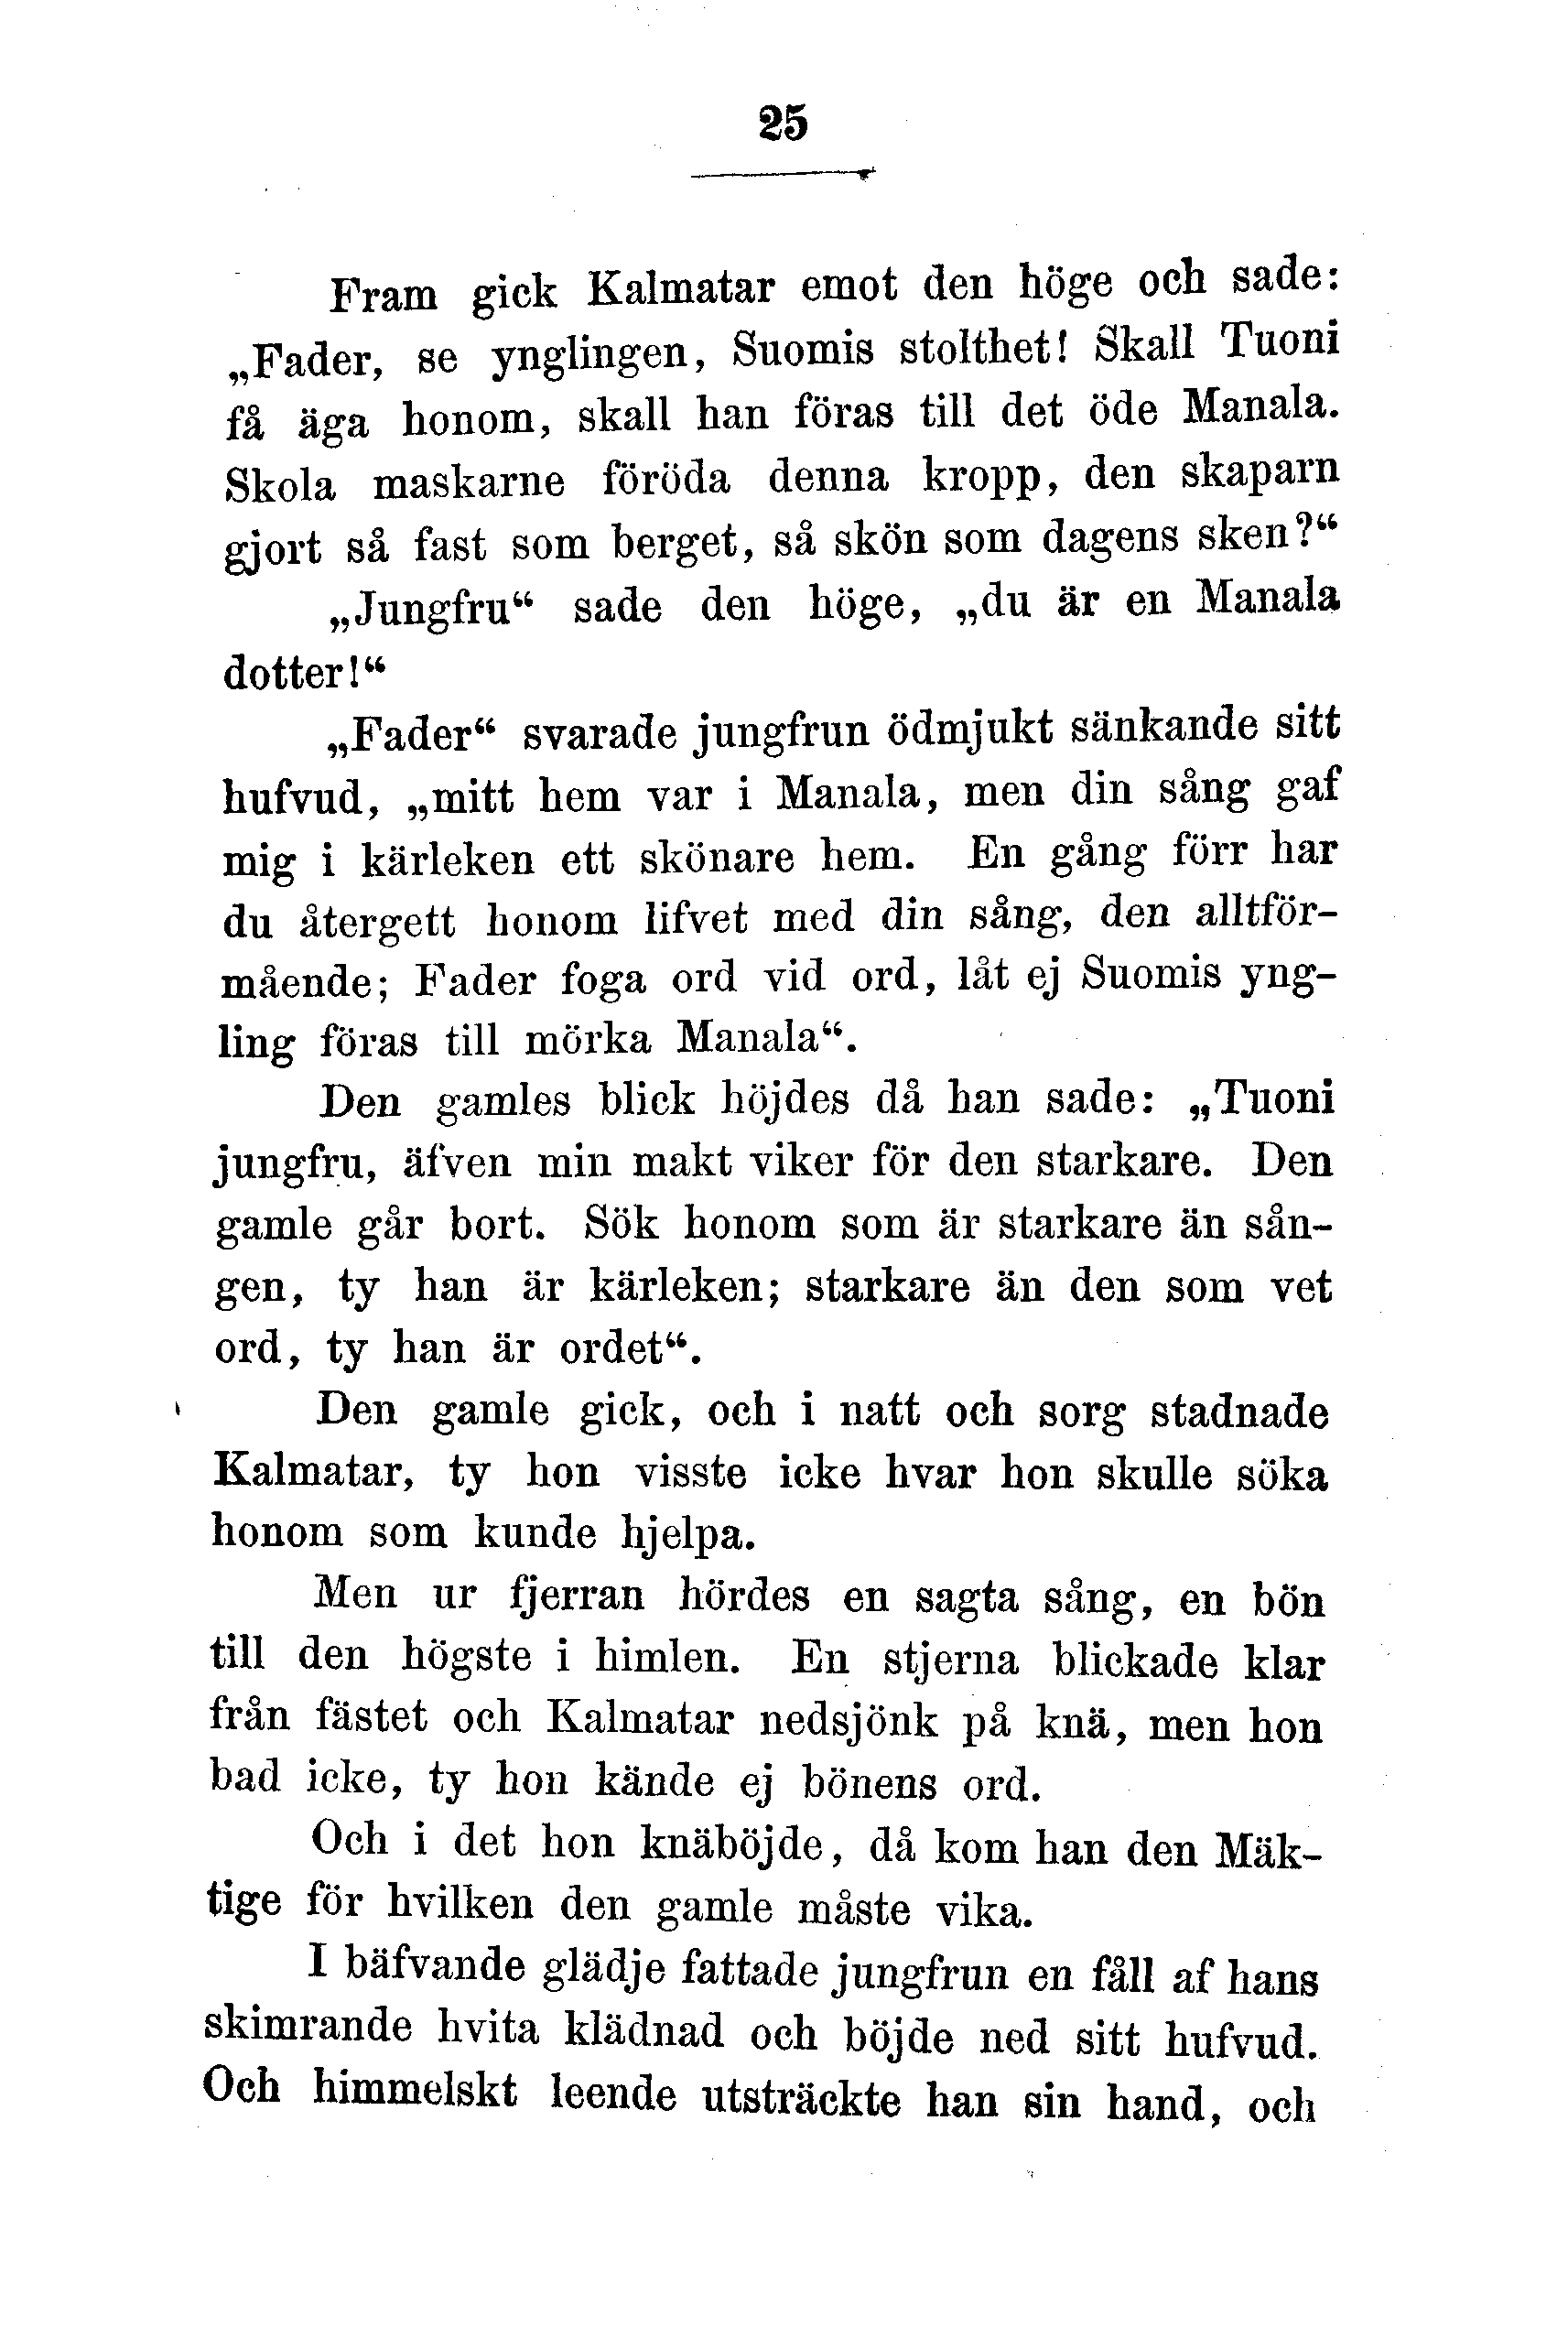 25
Fram gick Kalmatar emot den höge och sade:
„Fader, se ynglingen, Suomis stolthet! Skall Tuoni
få äga honom, skall han föras till det öde Manala.
Skola maskarne föröda denna kropp, den skaparn
gjort så fast som berget, så skön som dagens sken?“
„Jungfru“ sade den höge, „du är en Manala
dotter!“
„Fader“ svarade jungfrun ödmjukt sänkande sitt
hufvud, „mitt hem var i Manala, men din sång gaf
mig i kärleken ett skönare hem. En gång förr har
du återgett honom lifvet med din sång, den alltför-
mående; Fader foga ord vid ord, låt ej Suomis yng-
ling föras till mörka Manala“.
Den gamles blick höjdes då han sade: „Tuoni
jungfru, äfven min makt viker för den starkare. Den
gamle går bort. Sök honom som är starkare än sån-
gen, ty han är kärleken; starkare än den som vet
ord, ty han är ordet“.
Den gamle gick, och i natt och sorg stadnade
Kalmatar, ty hon visste icke hvar hon skulle söka
honom som kunde hjelpa.
Men ur fjerran hördes en sagta sång, en bön
till den högste i himlen. En stjerna blickade klar
från fästet och Kalmatar nedsjönk på knä, men hon
bad icke, ty hon kände ej bönens ord.
Och i det hon knäböjde, då kom han den Mäk-
tige för hvilken den gamle måste vika.
I bäfvande glädje fattade jungfrun en fåll af hans
skimrande hvita klädnad och böjde ned sitt hufvud.
Och himmelskt leende utsträckte han sin hand, och